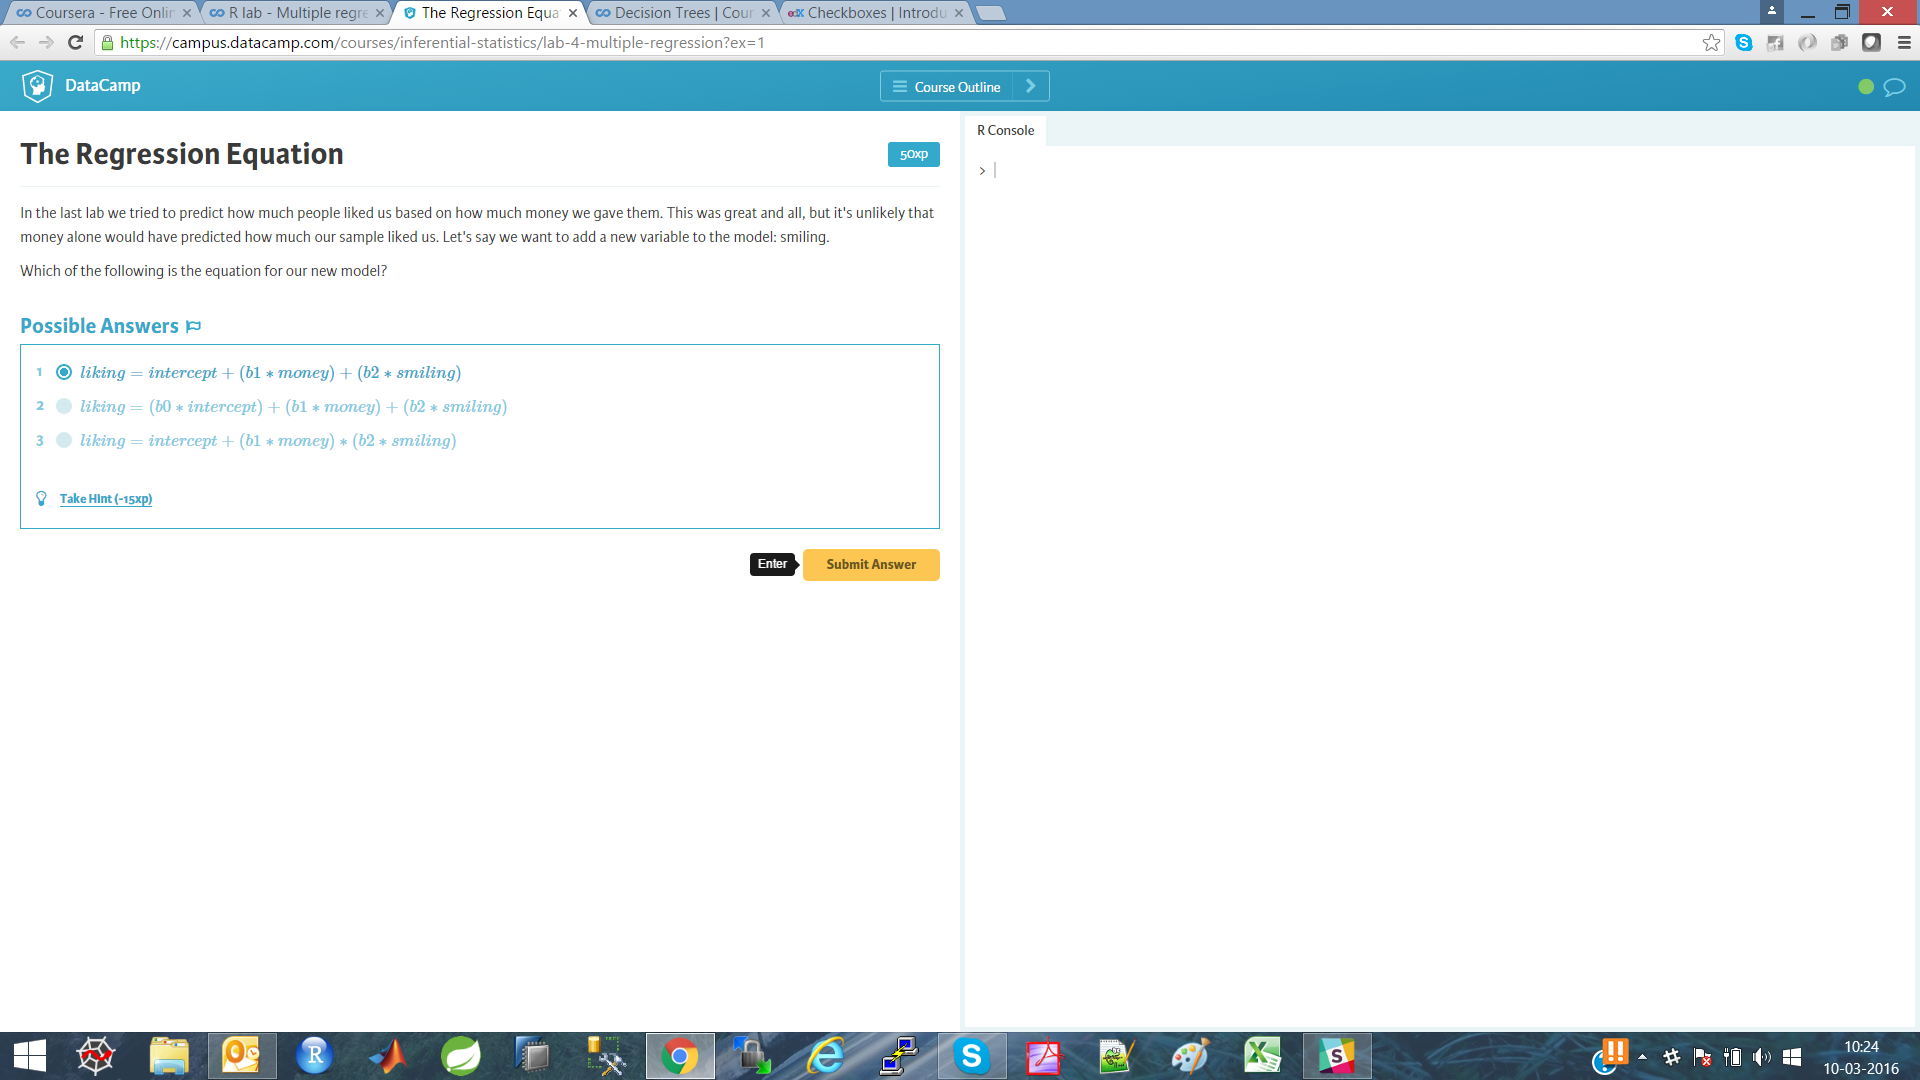 Coursera - Free Onlin
R lab - Multiple regre
The Regression Equa
Decision Trees | Cour
edX Checkboxes | Introdu
https://campus.datacamp.com/courses/inferential-statistics/lab-4-multiple-regression?ex=1
DataCamp
Course Outline
The Regression Equation
50xp
In the last lab we tried to predict how much people liked us based on how much money we gave them. This was great and all, but it's unlikely that
money alone would have predicted how much our sample liked us. Let's say we want to add a new variable to the model: smiling.
Which of the following is the equation for our new model?
Possible Answers
1 liking = intercept + (b1 * money) + (b2 * smiling)
2 liking = (b0 * intercept) + (b1 * money) + (b2 * smiling)
3 liking = intercept + (b1 * money) * (b2 * smiling)
Take Hint (-15xp)
Enter
Submit Answer
R Console
>
10:24
10-03-2016